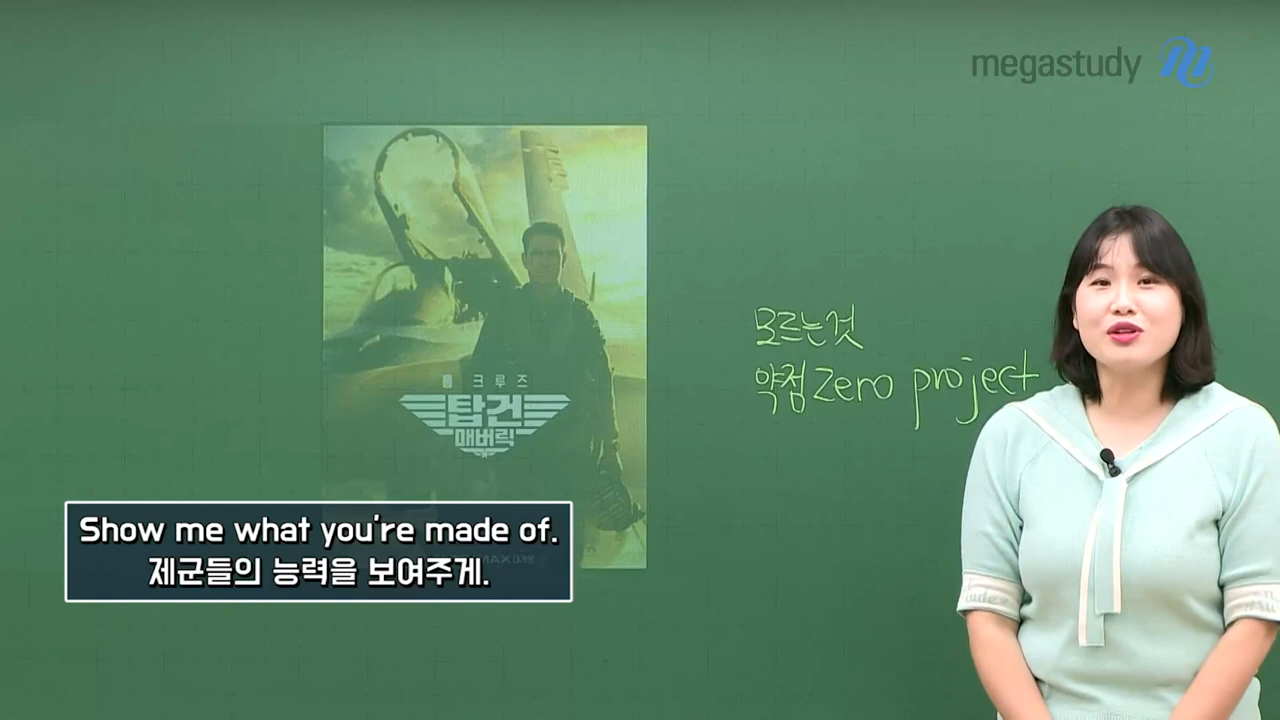 megastudy
톰 크루즈
탑건
매버릭
모르는것
약점 Zero project
Show me what you're made of.
제군들의 능력을 보여주게.